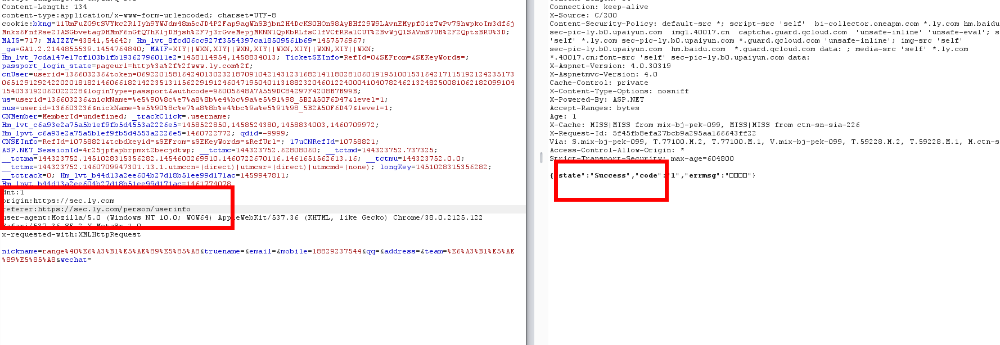 Content-Length: 134
content-type:application/x-www-form-urlencoded; charset=UTF-8
cookie:bkng=11UmFuZG9tSVYkc2RlIyh9YWJdm48m5cJD4P2Fap9agWhSBjbn2H4DcKS0HOnS8AyBHf29W9LAvnEMypfGizTwPv7ShwpkoIm3df6j
Mnkz6FnfRse2IASGbvetagDHMmF6nGfQThKljDHjsh%2F7j3rGveMepjMKNN1QpKbRLfsClfVCfRRa1CUT%2BvWjQ1SAVmB7UB%2F2QptzBRU%3D;
MAIS=717; MAIZZY=43841,54642; Hm_lvt_8fcd06cc927f3554397ca18509561b69=1457576967;
_ga=GA1.2.2144855539.1454764840; MAIF=XIY||WXN,XIY||WXN,XIY||WXN,XIY||WXN,XIY||WXN;
Hm_lvt_7cda147e17cf103b1fb19362796011e2=1458114954,1458834013; TicketSEInfo=RefId=0&SEFrom=&SEKeyWords=;
passport_login_state=pageurl=http%3a%2f%2fwww.ly.com%2f;
cnUser=userid=136603236&token=0692201581642401302321870910421431231682141180281060191951001531642171151921242351 73
0651291292422020181821460661821422351311562291912460471950401131882320460122400041040782462132482500810621820991 04
154033192062022228&loginType=passport&authcode=96005648A7A559DC84297F4208B7B99B;
us=userid=136603236&nickName=%e5%90%8c%e7%a8%8b%e4%bc%9a%e5%91%98_5B2A50F6D47&level=1;
nus=userid=136603236&nickName=%e5%90%8c%e7%a8%8b%e4%bc%9a%e5%91%98_5B2A50F6D47&level=1;
CNMember=MemberId=undefined; _trackClick=.username;
Hm_lvt_c6a93e2a75a5b1ef9fb5d4553a2226e5=1458522850,1458524380,1458834003,1460709972;
Hm_lpvt_c6a93e2a75a5b1ef9fb5d4553a2226e5=1460722772; qdid=-9999;
CNSEInfo=RefId=10758821&tcbdkeyid=&SEFrom=&SEKeyWords=&RefUrl=; 17uCNRefId=10758821;
ASP.NET_SessionId=4r25jpfapbrpmxt2becjdtwp; __tctmc=144323752.62808060; __tctmd=144323752.737325;
__tctma=144323752.1451028315356282.1454600269910.1460722670116.1461651562613.16; __tctmu=144323752.0.0;
__tctmz=144323752.1460709947301.13.1.utmccn=(direct)|utmcsr=(direct)|utmcmd=(none); longKey=1451028315356282;
__tctrack=0; Hm_lvt_b44d13a2ee604b27d18b51ee99d171ac=1459947811;
Hm_lpvt_b44d13a2ee604b27d18b51ee99d171ac=1461774078
dnt:1
origin:https://sec.ly.com
referer:https://sec.ly.com/person/userinfo
user-agent:Mozilla/5.0 (Windows NT 10.0; WOW64) AppleWebKit/537.36 (KHTML, like Gecko) Chrome/38.0.2125.122
Safari/537.36 SE 2.X MetaSr 1.0
x-requested-with:XMLHttpRequest
nickname=range%40%E6%A3%B1%E5%AE%89%E5%85%A8&truename=&email=&mobile=18829237544&qq=&address=&team=%E6%A3%B1%E5%AE
%89%E5%85%A8&wechat=
Connection: keep-alive
X-Source: C/200
Content-Security-Policy: default-src *; script-src 'self' bi-collector.oneapm.com *.ly.com hm.baidu
sec-pic-ly.b0.upaiyun.com img1.40017.cn captcha.guard.qcloud.com 'unsafe-inline' 'unsafe-eval'; s
'self' *.ly.com sec-pic-ly.b0.upaiyun.com *.guard.qcloud.com 'unsafe-inline'; img-src 'self'
sec-pic-ly.b0.upaiyun.com hm.baidu.com *.guard.qcloud.com data: ; media-src 'self' *.ly.com
*.40017.cn;font-src 'self' sec-pic-ly.b0.upaiyun.com data:
X-Aspnet-Version: 4.0.30319
X-Aspnetmvc-Version: 4.0
Cache-Control: private
X-Content-Type-Options: nosniff
X-Powered-By: ASP.NET
Accept-Ranges: bytes
Age: 1
X-Cache: MISS|MISS from mix-bj-pek-099, MISS|MISS from ctn-sn-sia-226
X-Request-Id: 5f45fb8efa27bcb9a295aa166643ff22
Via: S.mix-bj-pek-099, T.77100.M.2, T.77100.M.1, V.mix-bj-pek-099, T.59228.M.2, T.59228.M.1, M.ctn-s
Access-Control-Allow-Origin: *
Strict-Transport-Security: max-age=604800
{"state":"Success","code":"1","errmsg":"□□□□"}